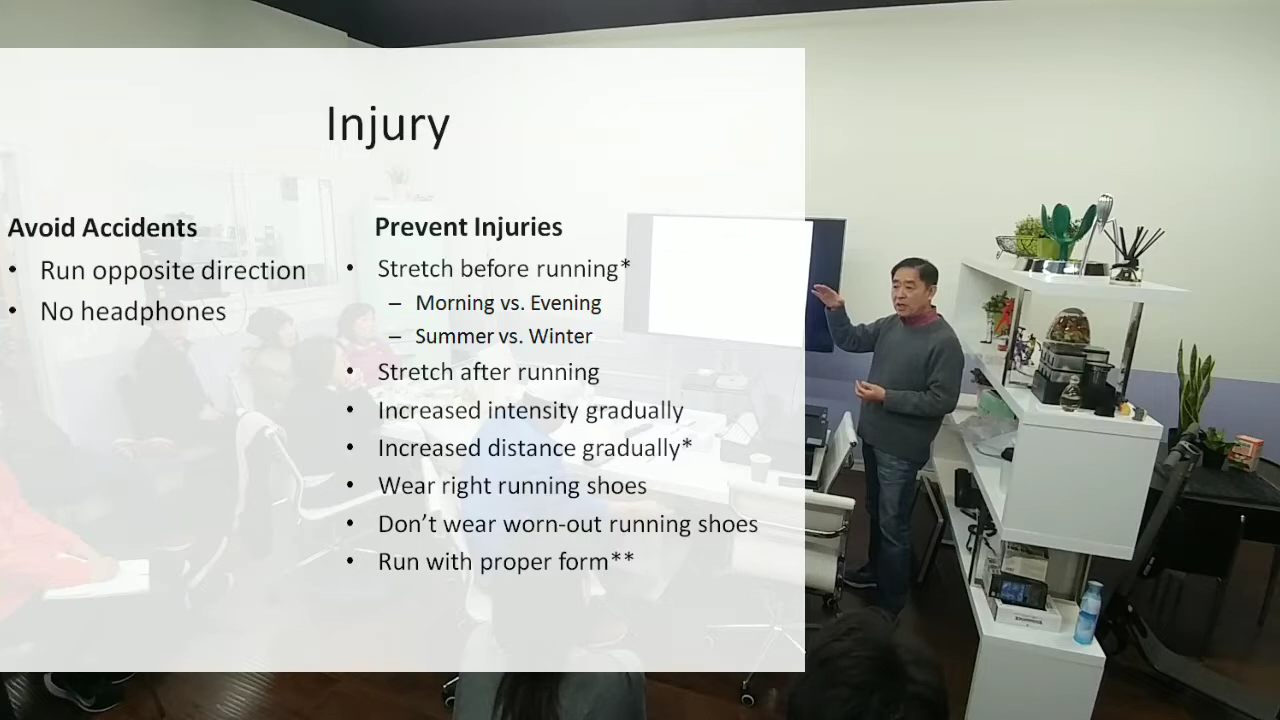 Injury
Avoid Accidents
• Run opposite direction
• No headphones
Prevent Injuries
• Stretch before running*
– Morning vs. Evening
– Summer vs. Winter
• Stretch after running
• Increased intensity gradually
• Increased distance gradually*
• Wear right running shoes
• Don’t wear worn-out running shoes
• Run with proper form**